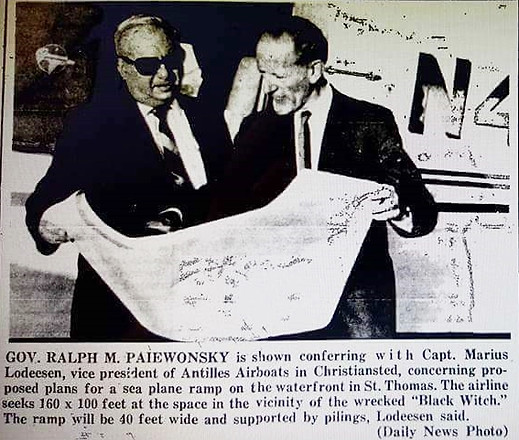 N4
GOV. RALPH M. PAIEWONSKY is shown conferring with Capt. Marius
Lodeesen, vice president of Antilles Airboats in Christiansted, concerning pro-
posed plans for a sea plane ramp on the waterfront in St. Thomas. The airline
seeks 160 x 100 feet at the space in the vicinity of the wrecked "Black Witch."
The ramp will be 40 feet wide and supported by pilings, Lodeesen said.
(Daily News Photo)